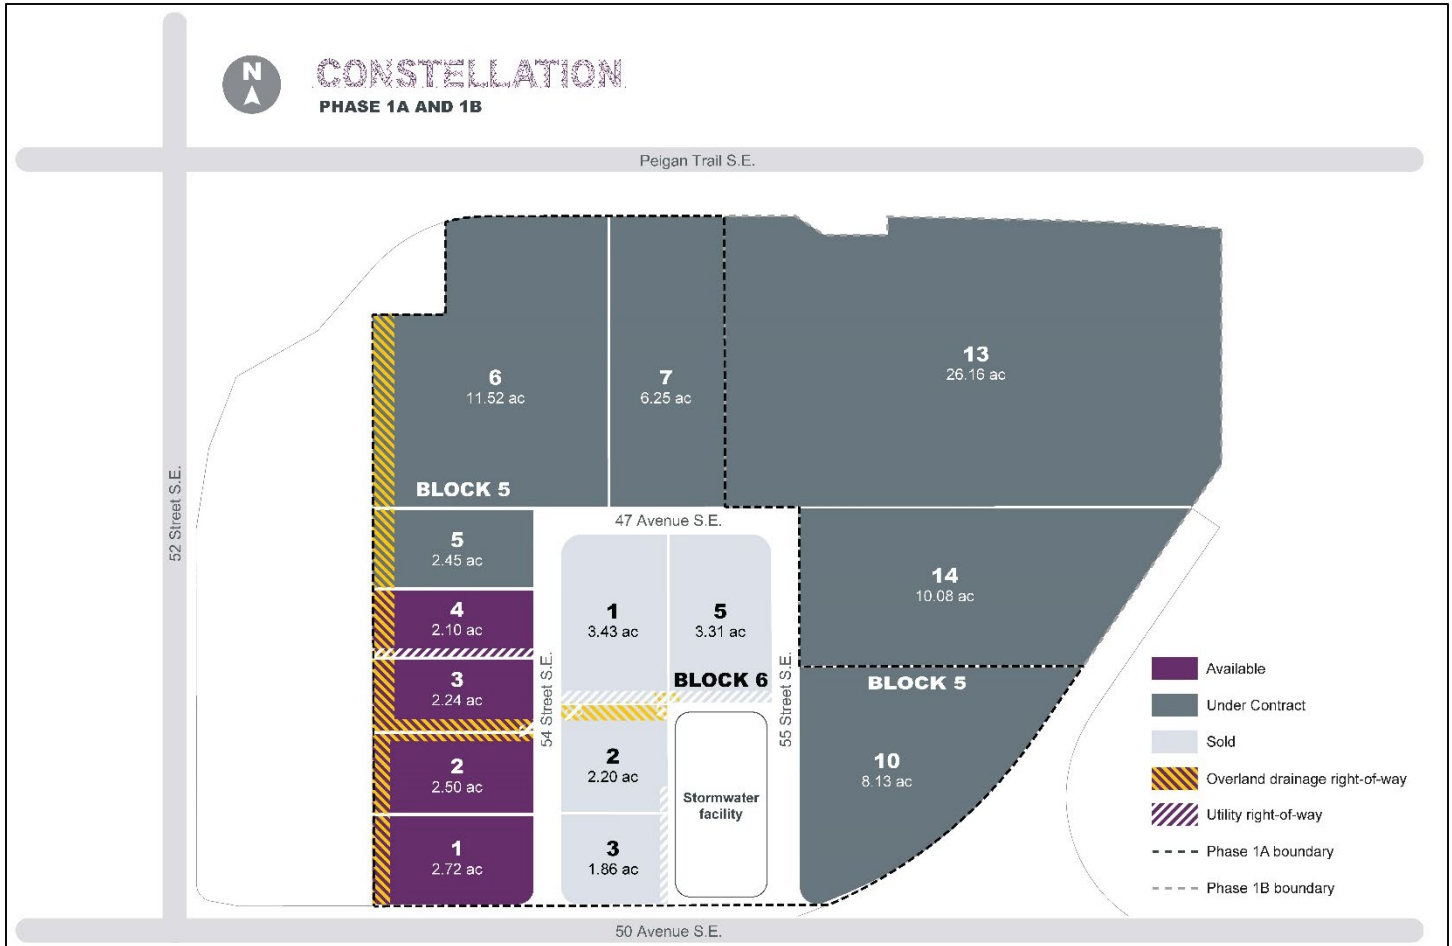 N
CONSTELLATION
PHASE 1A AND 1B
Peigan Trail S.E.
52 Street S.E.
6
11.52 ac
7
6.25 ac
13
26.16 ac
BLOCK 5
47 Avenue S.E.
5
2.45 ac
4
2.10 ac
3
2.24 ac
2
2.50 ac
1
2.72 ac
54 Street S.E.
1
3.43 ac
5
3.31 ac
BLOCK 6
2
2.20 ac
3
1.86 ac
Stormwater
facility
55 Street S.E.
14
10.08 ac
BLOCK 5
10
8.13 ac
Available
Under Contract
Sold
Overland drainage right-of-way
Utility right-of-way
Phase 1A boundary
Phase 1B boundary
50 Avenue S.E.